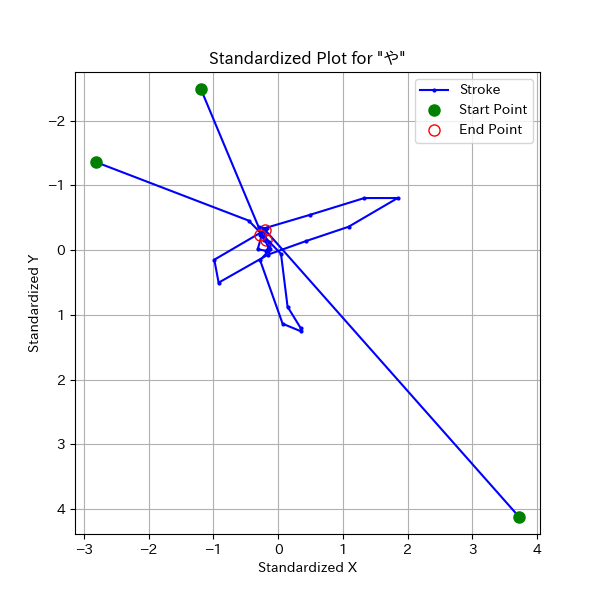 Standardized Plot for "や"
Stroke
Start Point
End Point
Standardized Y
−2
−1
0
1
2
3
4
−3 −2 −1 0 1 2 3 4
Standardized X